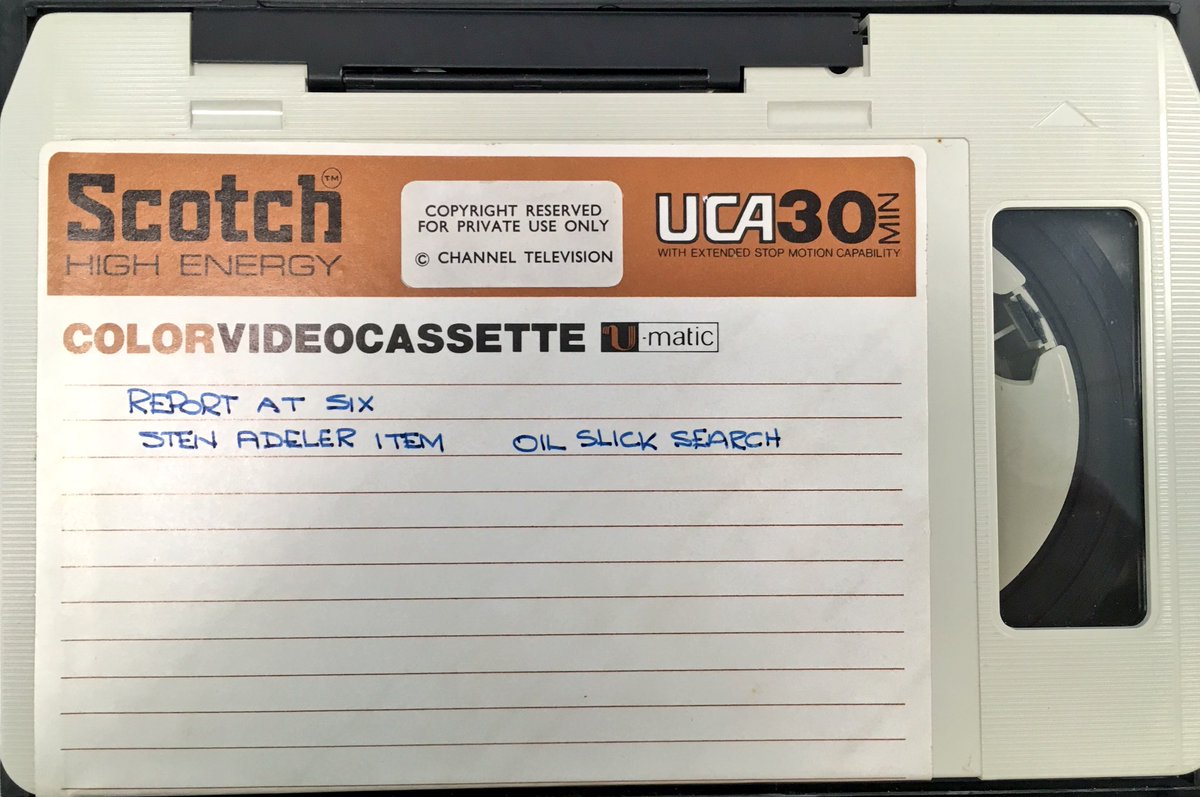 Scotch™
HIGH ENERGY
COPYRIGHT RESERVED
FOR PRIVATE USE ONLY
© CHANNEL TELEVISION
UCA30 MIN
WITH EXTENDED STOP MOTION CAPABILITY
COLORVIDEOCASSETTE U-matic
REPORT AT SIX
STEN ADELER ITEM OIL SLICK SEARCH